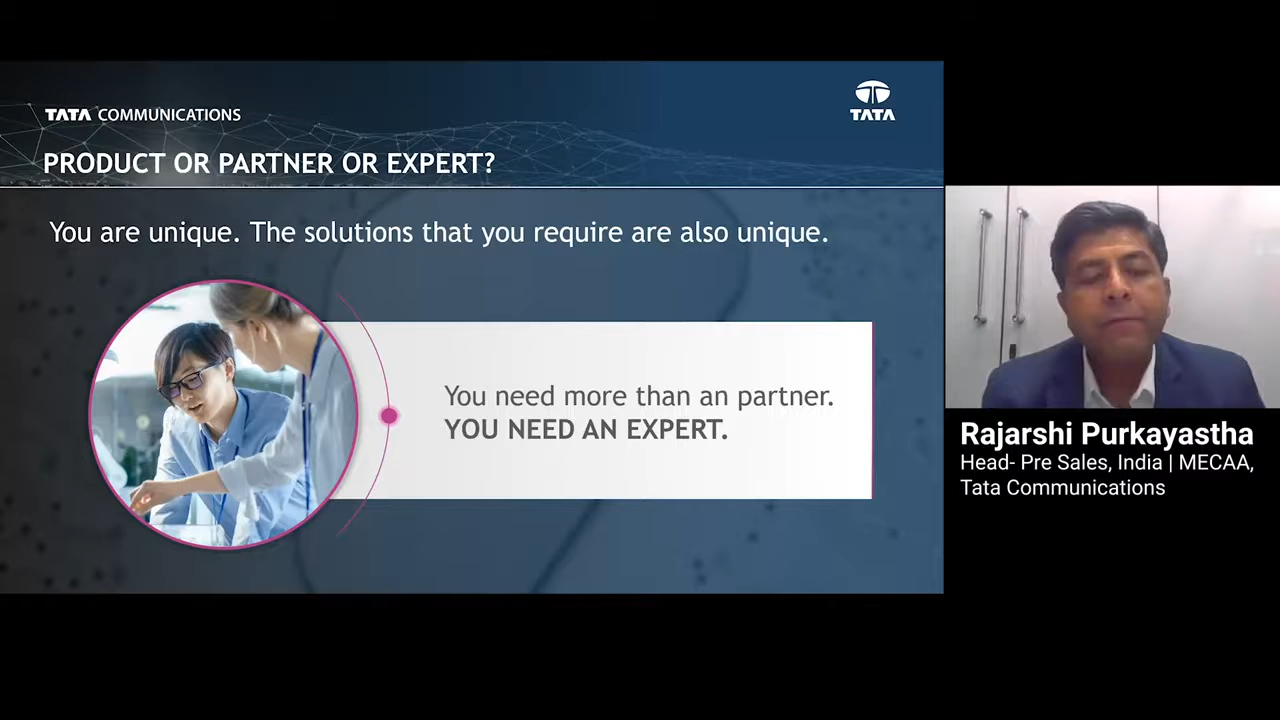 TATA COMMUNICATIONS
TATA
PRODUCT OR PARTNER OR EXPERT?
You are unique. The solutions that you require are also unique.
You need more than an partner.
YOU NEED AN EXPERT.
Rajarshi Purkayastha
Head- Pre Sales, India | MECAA,
Tata Communications